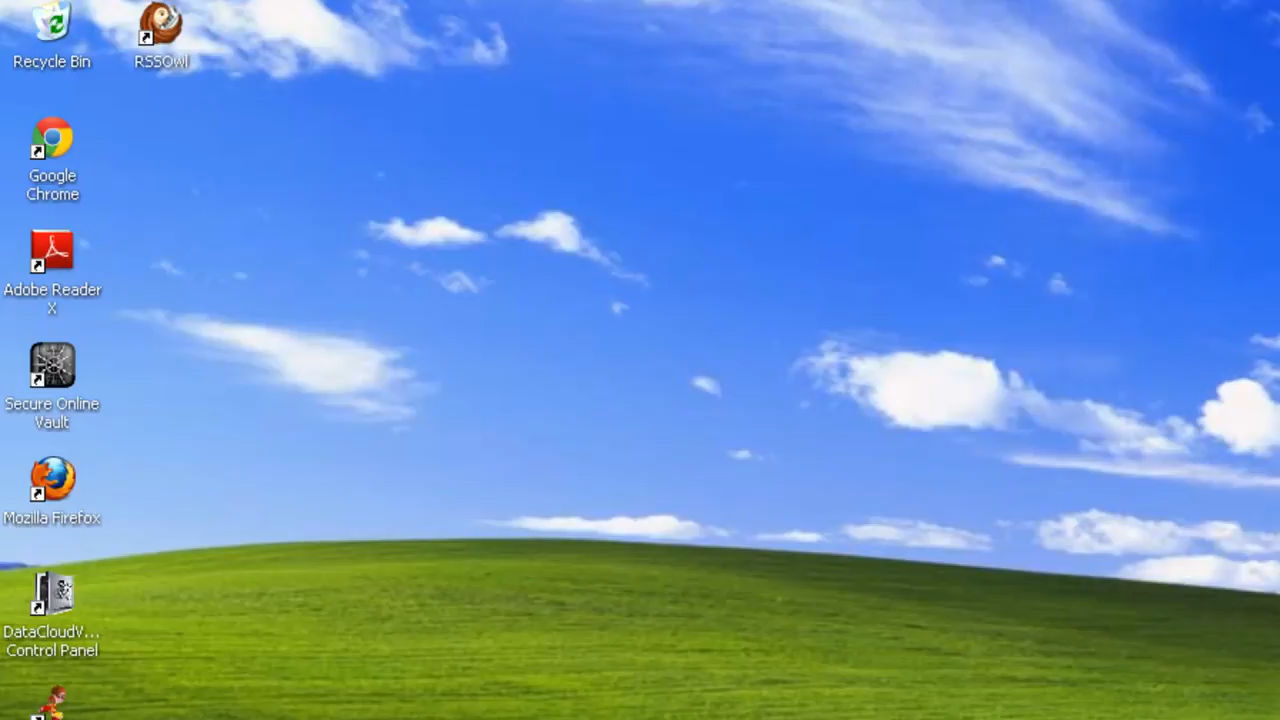 Recycle Bin
RSSOwl
Google
Chrome
Adobe Reader
X
Secure Online
Vault
Mozilla Firefox
DataCloudV...
Control Panel